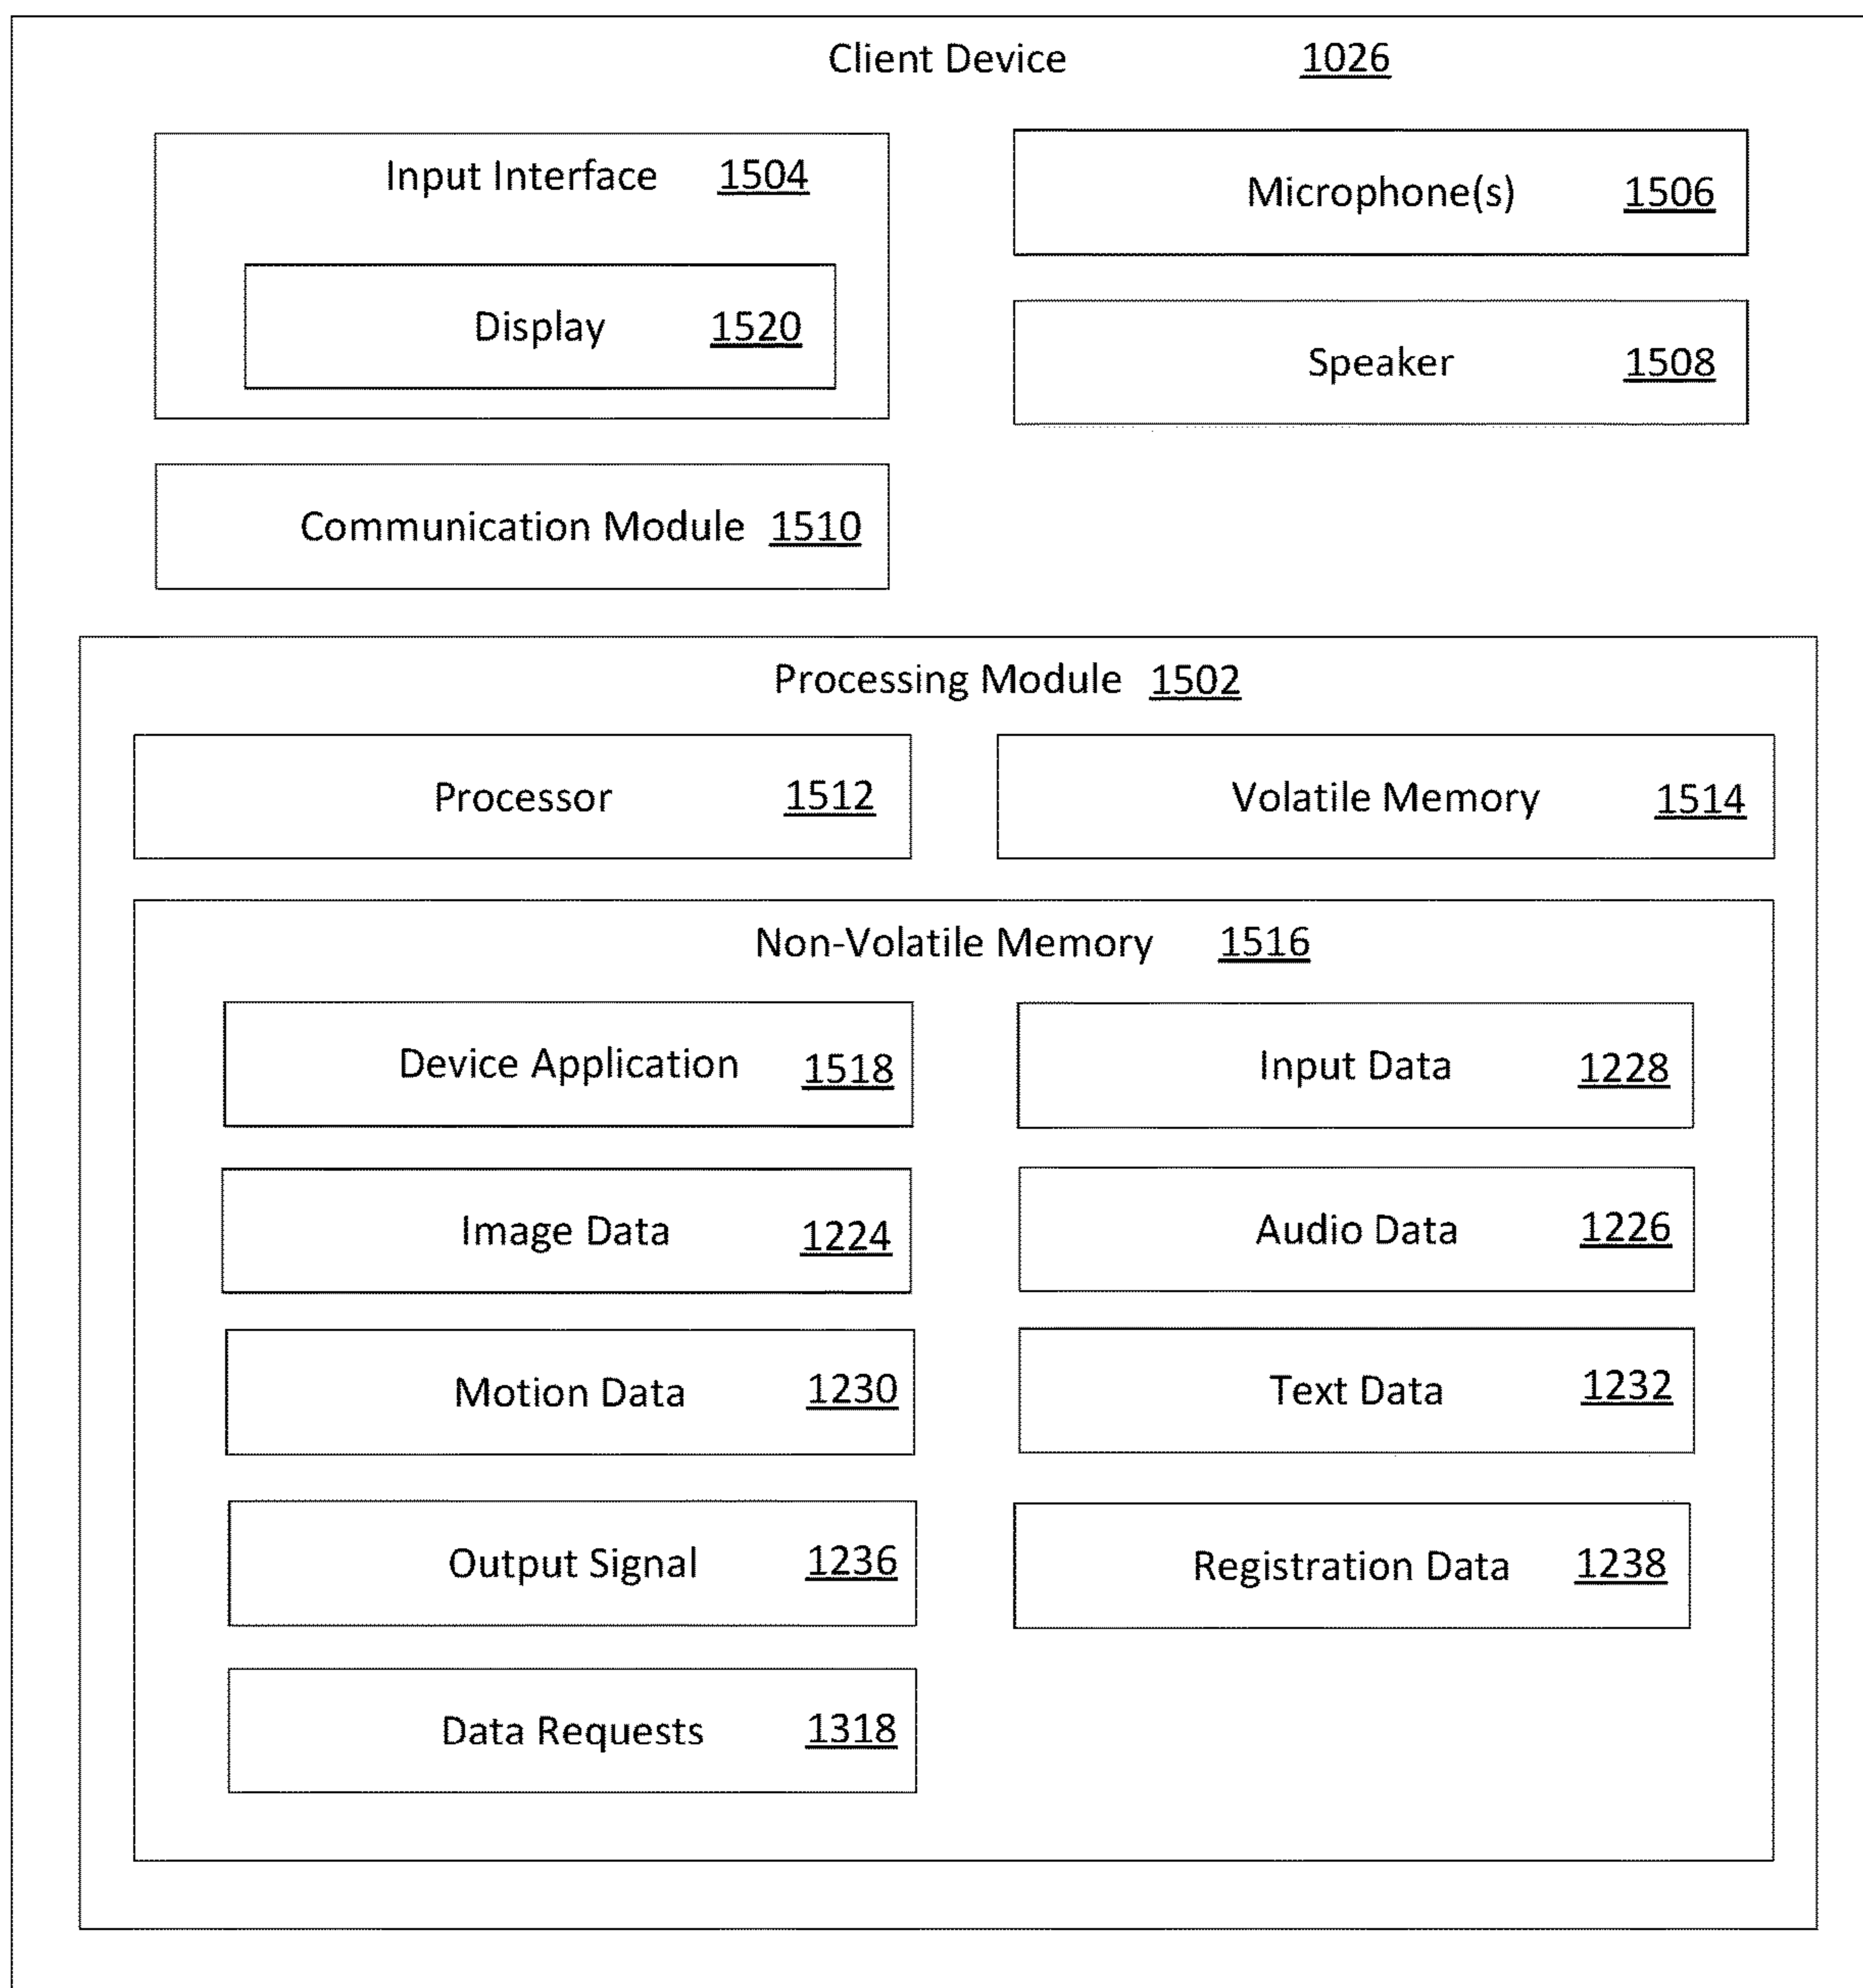 Client Device 1026
Input Interface 1504
Display 1520
Microphone(s) 1506
Speaker 1508
Communication Module 1510
Processing Module 1502
Processor 1512
Volatile Memory 1514
Non-Volatile Memory 1516
Device Application 1518
Input Data 1228
Image Data 1224
Audio Data 1226
Motion Data 1230
Text Data 1232
Output Signal 1236
Registration Data 1238
Data Requests 1318